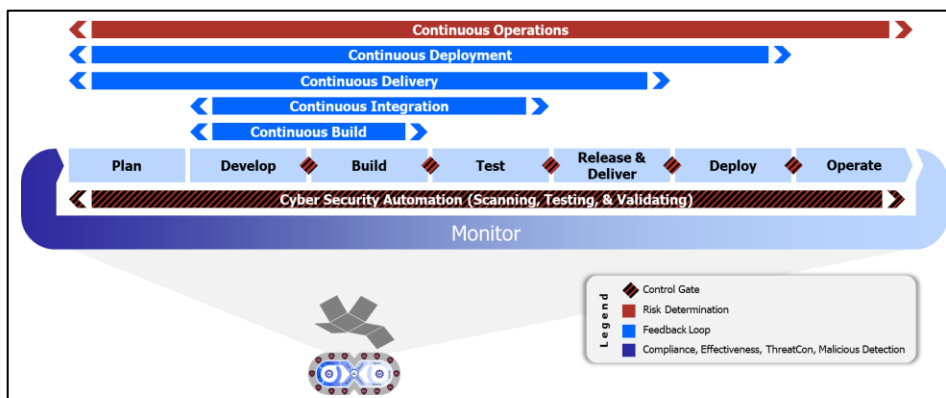 Continuous Operations
Continuous Deployment
Continuous Delivery
Continuous Integration
Continuous Build
Plan
Develop
Build
Test
Release &
Deliver
Deploy
Operate
Cyber Security Automation (Scanning, Testing, & Validating)
Monitor
Legend
Control Gate
Risk Determination
Feedback Loop
Compliance, Effectiveness, ThreatCon, Malicious Detection